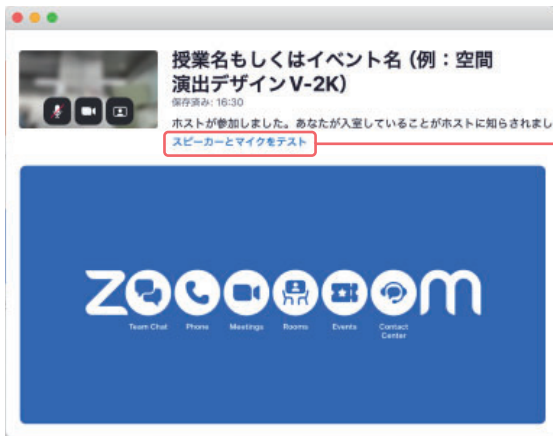 授業名もしくはイベント名 (例：空間
演出デザインV-2K)
保存済み: 16:30
ホストが参加しました。あなたが入室していることがホストに知らされまし
スピーカーとマイクをテスト
zoooooom
Team Chat Phone Meetings Rooms Events Contact Center